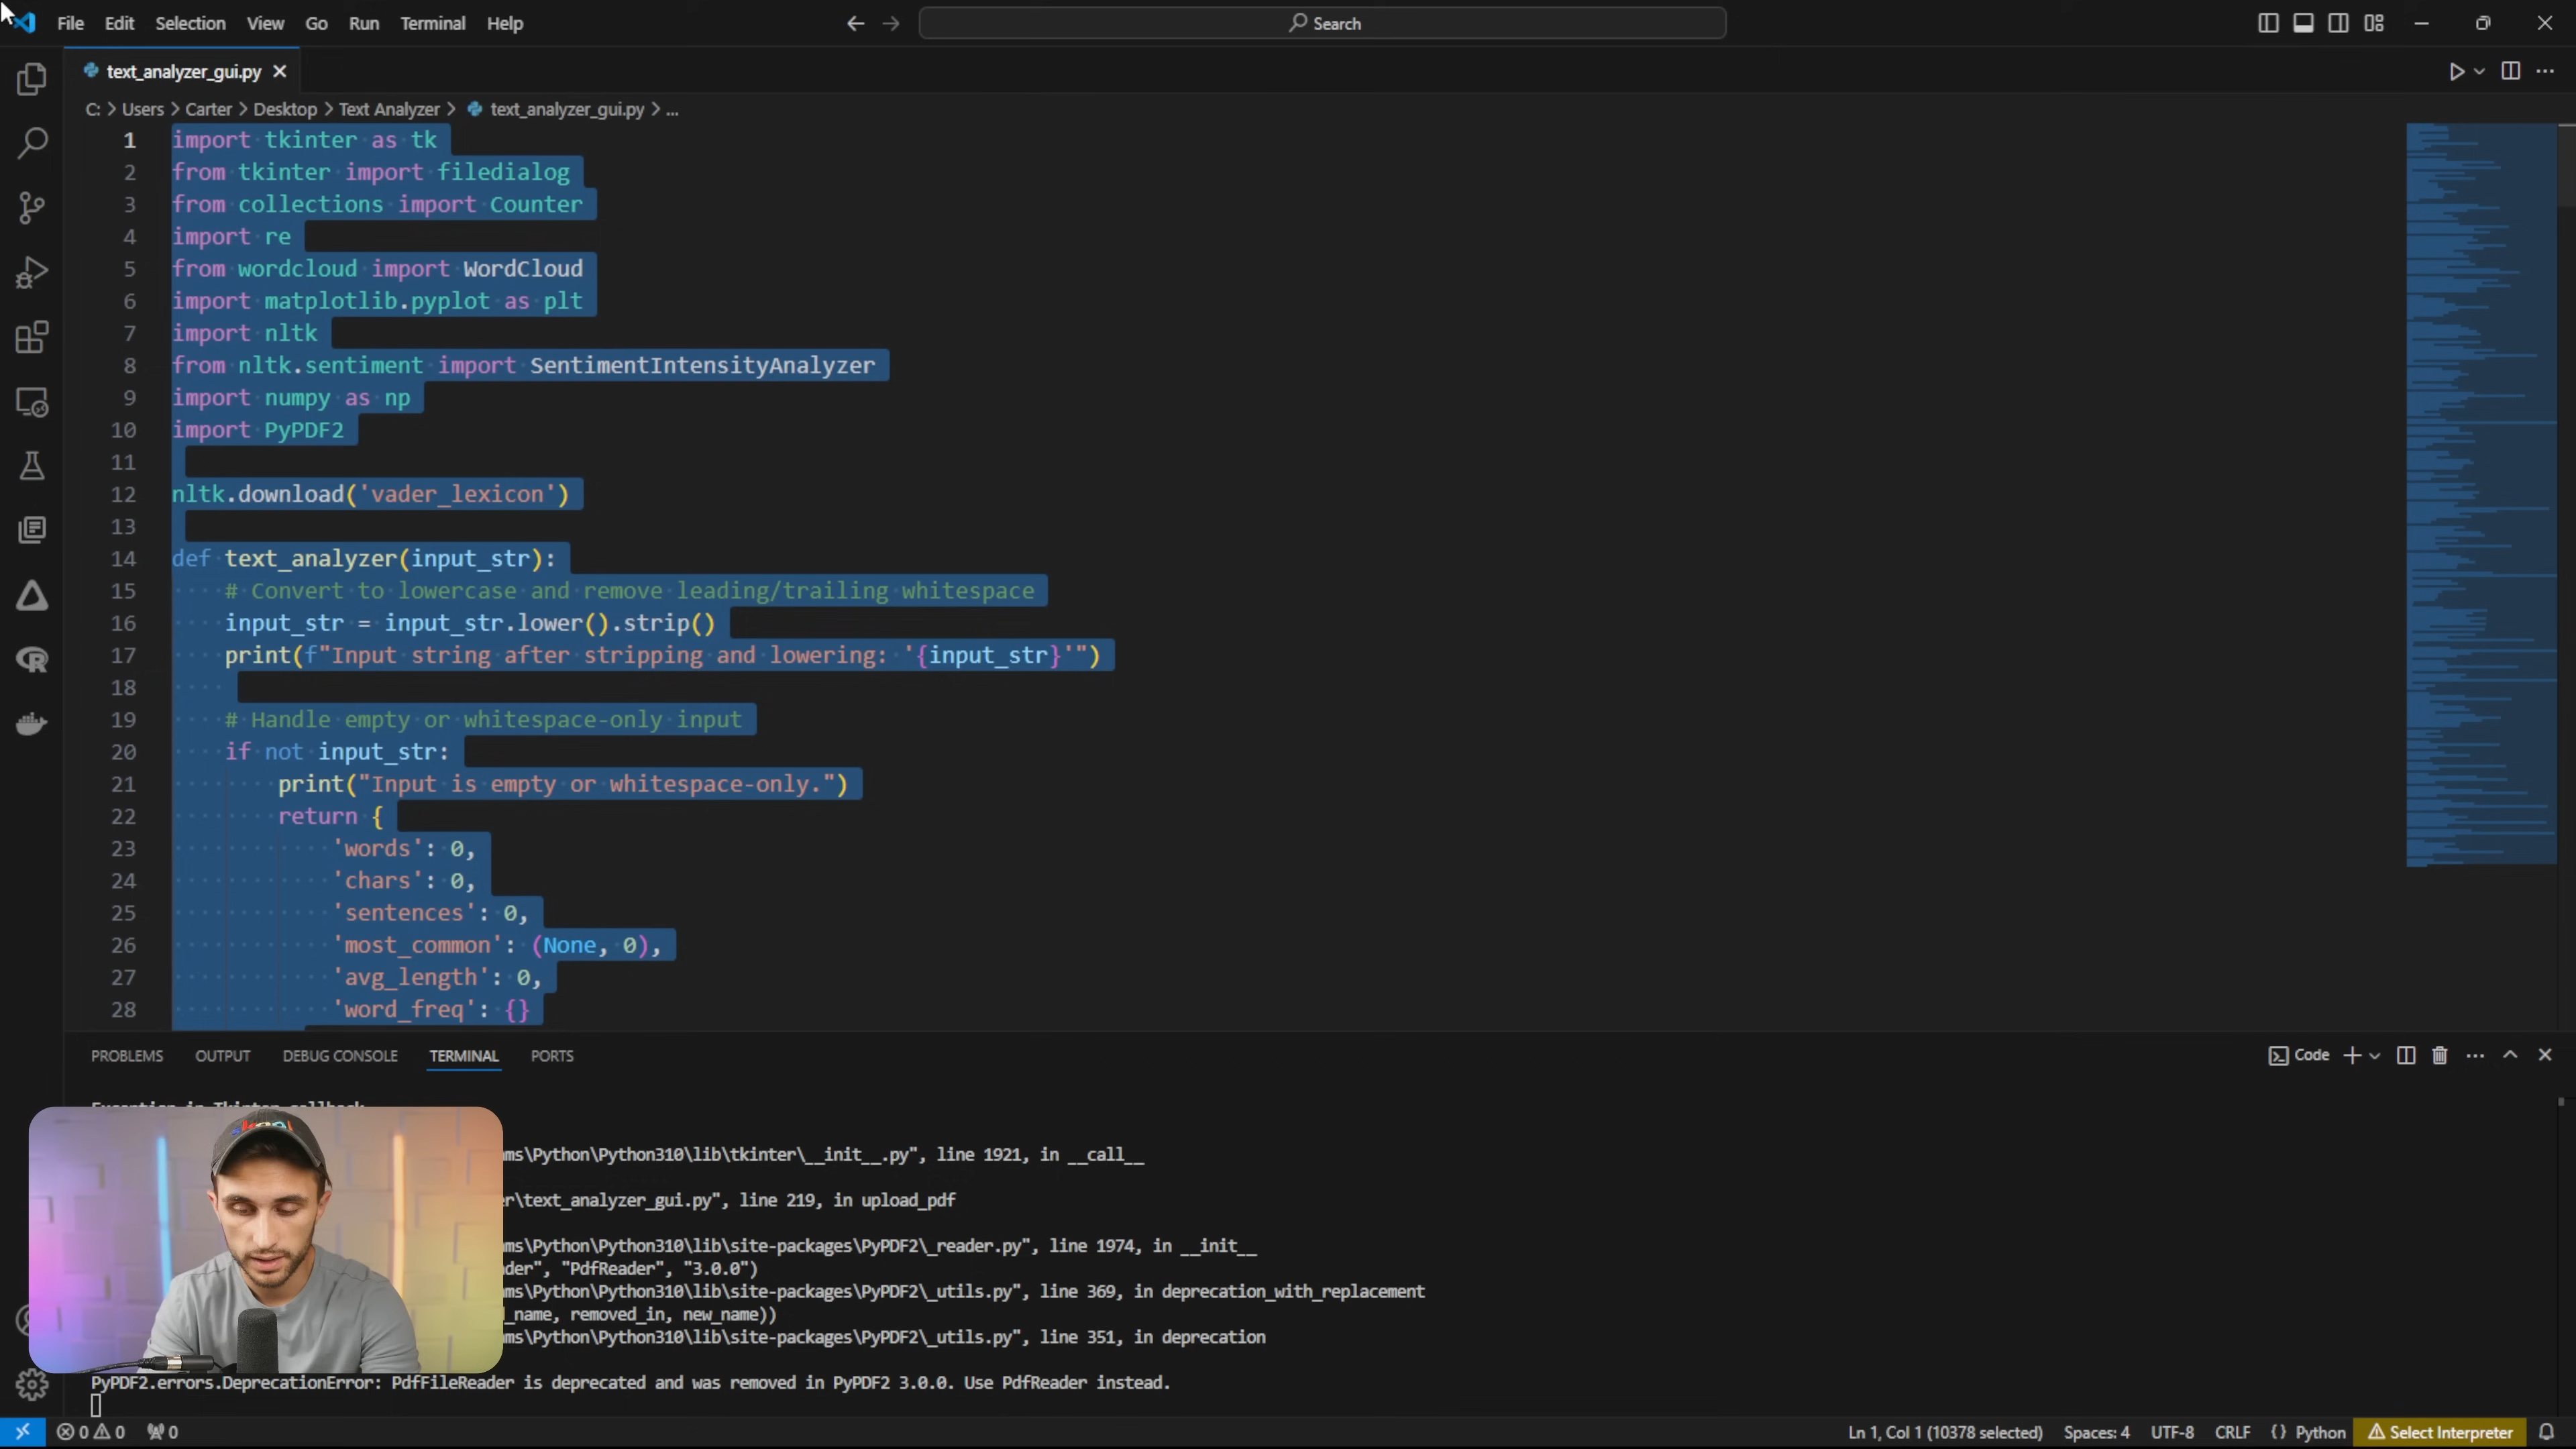 File Edit Selection View Go Run Terminal Help
Search
text_analyzer_gui.py
C: > Users > Carter > Desktop > Text Analyzer > text_analyzer_gui.py > ...
1 import tkinter as tk
2 from tkinter import filedialog
3 from collections import Counter
4 import re
5 from wordcloud import WordCloud
6 import matplotlib.pyplot as plt
7 import nltk
8 from nltk.sentiment import SentimentIntensityAnalyzer
9 import numpy as np
10 import PyPDF2
11
12 nltk.download('vader_lexicon')
13
14 def text_analyzer(input_str):
15 # Convert to lowercase and remove leading/trailing whitespace
16 input_str = input_str.lower().strip()
17 print(f"Input string after stripping and lowering: '{input_str}'")
18
19 # Handle empty or whitespace-only input
20 if not input_str:
21 print("Input is empty or whitespace-only.")
22 return {
23 'words': 0,
24 'chars': 0,
25 'sentences': 0,
26 'most_common': (None, 0),
27 'avg_length': 0,
28 'word_freq': {}
PROBLEMS OUTPUT DEBUG CONSOLE TERMINAL PORTS
Code
Exception in Tkinter callback
ms\Python\Python310\lib\tkinter\__init__.py", line 1921, in __call__
r\text_analyzer_gui.py", line 219, in upload_pdf
ms\Python\Python310\lib\site-packages\PyPDF2\_reader.py", line 1974, in __init__
der", "PdfReader", "3.0.0")
ms\Python\Python310\lib\site-packages\PyPDF2\_utils.py", line 369, in deprecation_with_replacement
_name, removed_in, new_name))
ms\Python\Python310\lib\site-packages\PyPDF2\_utils.py", line 351, in deprecation
PyPDF2.errors.DeprecationError: PdfFileReader is deprecated and was removed in PyPDF2 3.0.0. Use PdfReader instead.
0 0 0 Ln 1, Col 1 (10378 selected) Spaces: 4 UTF-8 CRLF {} Python Select Interpreter